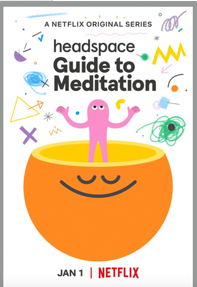 A NETFLIX ORIGINAL SERIES
headspace
Guide to
Meditation
JAN 1 | NETFLIX